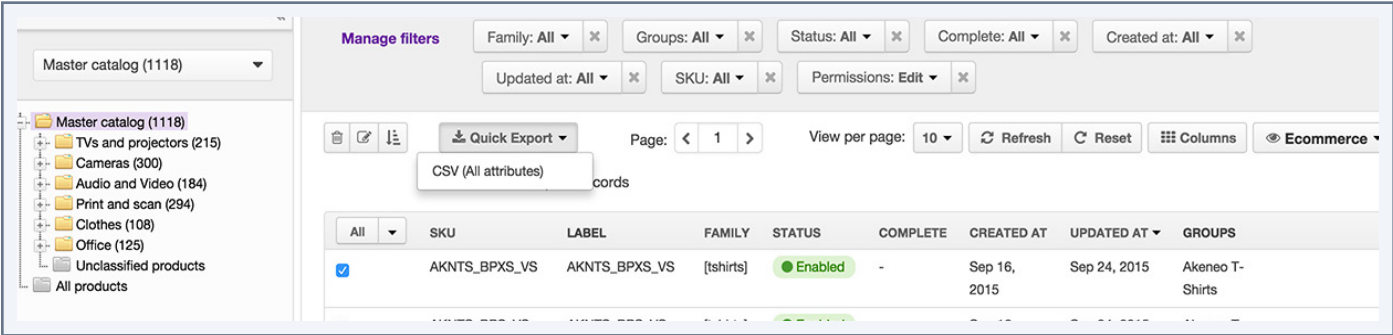 Master catalog (1118)
Master catalog (1118)
TVs and projectors (215)
Cameras (300)
Audio and Video (184)
Print and scan (294)
Clothes (108)
Office (125)
Unclassified products
All products
Manage filters
Family: All
Groups: All
Status: All
Complete: All
Created at: All
Updated at: All
SKU: All
Permissions: Edit
Quick Export
Page: 1
View per page: 10
Refresh
Reset
Columns
Ecommerce
CSV (All attributes)
cords
All SKU LABEL FAMILY STATUS COMPLETE CREATED AT UPDATED AT GROUPS
AKNTS_BPXS_VS AKNTS_BPXS_VS [tshirts] Enabled - Sep 16, Sep 24, 2015 Akeneo T-
2015 Shirts